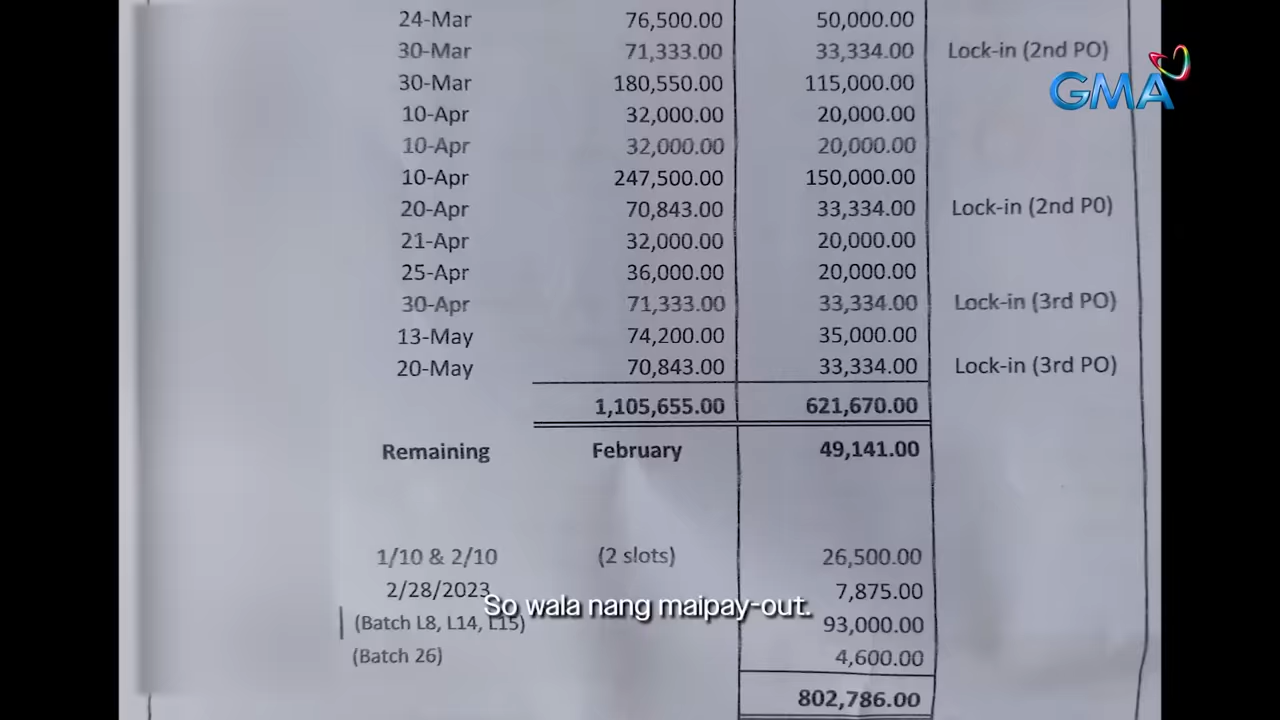 24-Mar 76,500.00 50,000.00
30-Mar 71,333.00 33,334.00 Lock-in (2nd PO)
GMA
30-Mar 180,550.00 115,000.00
10-Apr 32,000.00 20,000.00
10-Apr 32,000.00 20,000.00
10-Apr 247,500.00 150,000.00
20-Apr 70,843.00 33,334.00 Lock-in (2nd P0)
21-Apr 32,000.00 20,000.00
25-Apr 36,000.00 20,000.00
30-Apr 71,333.00 33,334.00 Lock-in (3rd PO)
13-May 74,200.00 35,000.00
20-May 70,843.00 33,334.00 Lock-in (3rd PO)
1,105,655.00 621,670.00
Remaining February 49,141.00
1/10 & 2/10 (2 slots) 26,500.00
2/28/2023 7,875.00
So wala nang maipay-out.
(Batch L8, L14, L15) 93,000.00
(Batch 26) 4,600.00
802,786.00